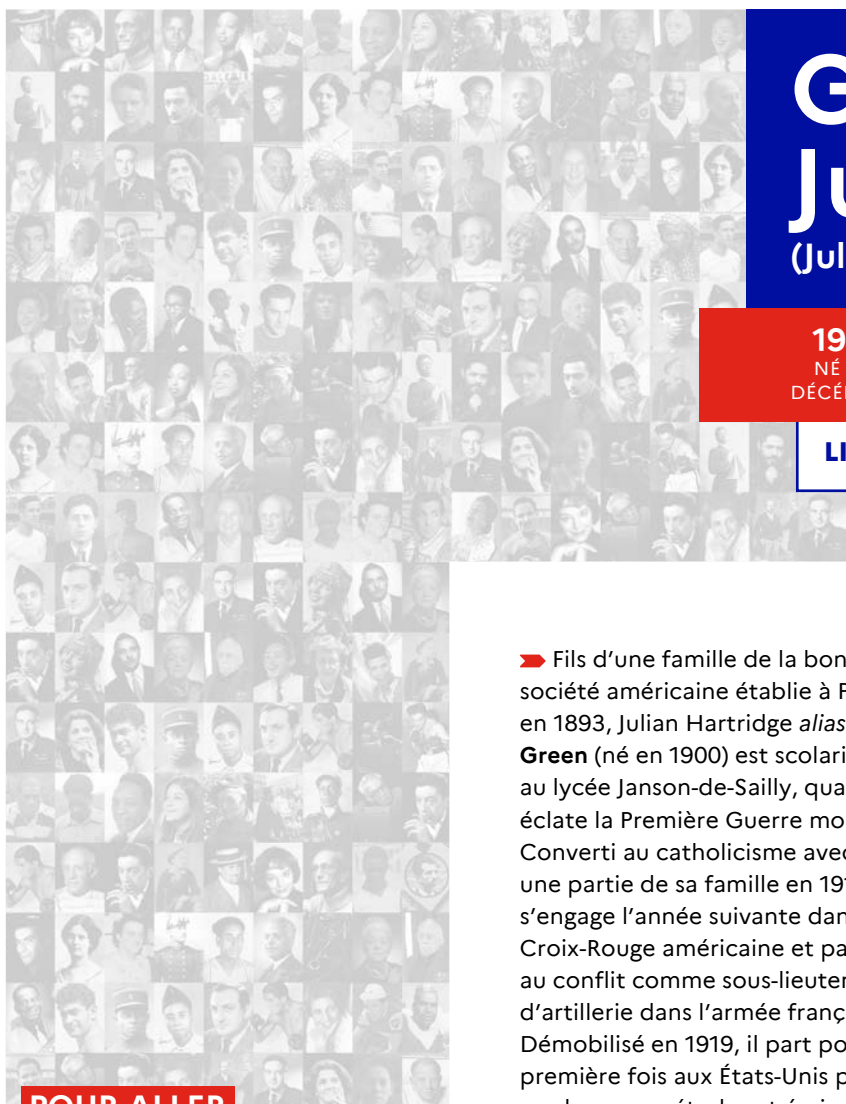 G
Ju
(Jul
19
NÉ
DÉCÉ
LI
Fils d'une famille de la bon
société américaine établie à P
en 1893, Julian Hartridge alias
Green (né en 1900) est scolari
au lycée Janson-de-Sailly, qua
éclate la Première Guerre mo
Converti au catholicisme avec
une partie de sa famille en 191
s'engage l'année suivante dan
Croix-Rouge américaine et pa
au conflit comme sous-lieuten
d'artillerie dans l'armée franç
Démobilisé en 1919, il part po
première fois aux États-Unis p
POUR ALLER